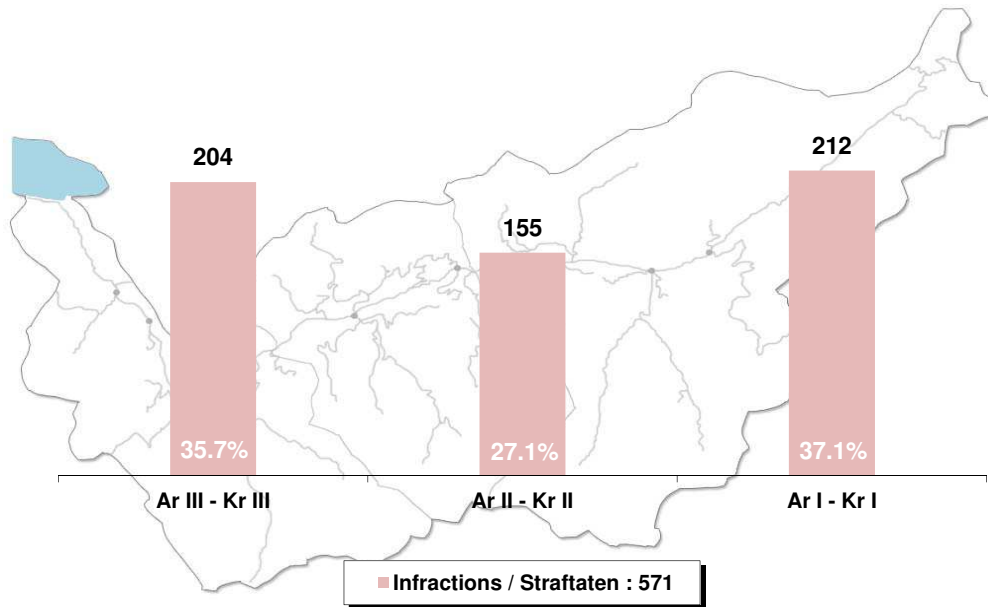 204
155
212
35.7%
27.1%
37.1%
Ar III - Kr III
Ar II - Kr II
Ar I - Kr I
Infractions / Straftaten : 571